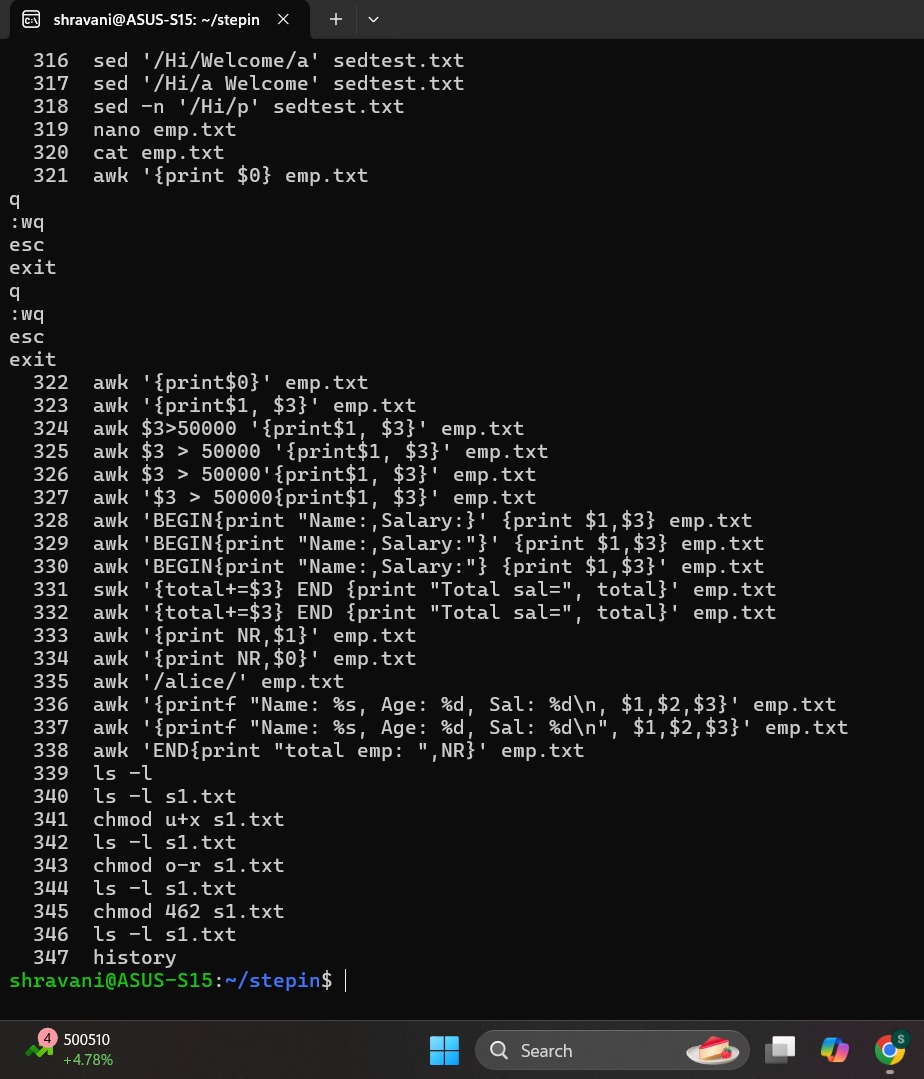 shravani@ASUS-S15: ~/stepin
316 sed '/Hi/Welcome/a' sedtest.txt
317 sed '/Hi/a Welcome' sedtest.txt
318 sed -n '/Hi/p' sedtest.txt
319 nano emp.txt
320 cat emp.txt
321 awk '{print $0} emp.txt
q
:wq
esc
exit
q
:wq
esc
exit
322 awk '{print$0}' emp.txt
323 awk '{print$1, $3}' emp.txt
324 awk $3>50000 '{print$1, $3}' emp.txt
325 awk $3 > 50000 '{print$1, $3}' emp.txt
326 awk $3 > 50000'{print$1, $3}' emp.txt
327 awk '$3 > 50000{print$1, $3}' emp.txt
328 awk 'BEGIN{print "Name:,Salary:}' {print $1,$3} emp.txt
329 awk 'BEGIN{print "Name:,Salary:"}' {print $1,$3} emp.txt
330 awk 'BEGIN{print "Name:,Salary:"} {print $1,$3}' emp.txt
331 swk '{total+=$3} END {print "Total sal=", total}' emp.txt
332 awk '{total+=$3} END {print "Total sal=", total}' emp.txt
333 awk '{print NR,$1}' emp.txt
334 awk '{print NR,$0}' emp.txt
335 awk '/alice/' emp.txt
336 awk '{printf "Name: %s, Age: %d, Sal: %d\n, $1,$2,$3}' emp.txt
337 awk '{printf "Name: %s, Age: %d, Sal: %d\n", $1,$2,$3}' emp.txt
338 awk 'END{print "total emp: ",NR}' emp.txt
339 ls -l
340 ls -l s1.txt
341 chmod u+x s1.txt
342 ls -l s1.txt
343 chmod o-r s1.txt
344 ls -l s1.txt
345 chmod 462 s1.txt
346 ls -l s1.txt
347 history
shravani@ASUS-S15:~/stepin$
4
500510
+4.78%
Search
S